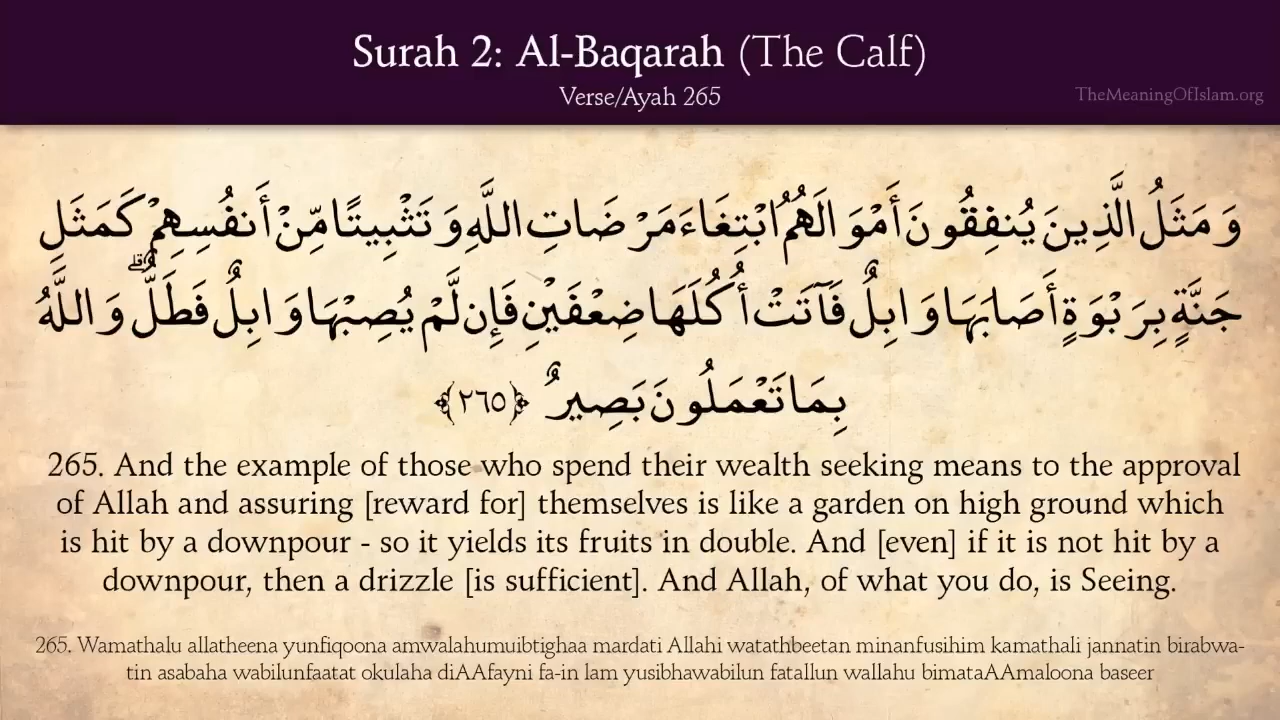 Surah 2: Al-Baqarah (The Calf)
Verse/Ayah 265
TheMeaningOfIslam.org
وَمَثَلُ الَّذِينَ يُنفِقُونَ أَمْوَالَهُمُ ابْتِغَاءَ مَرْضَاتِ اللَّهِ وَتَثْبِيتًا مِّنْ أَنفُسِهِمْ كَمَثَلِ
جَنَّةٍ بِرَبْوَةٍ أَصَابَهَا وَابِلٌ فَآتَتْ أُكُلَهَا ضِعْفَيْنِ فَإِن لَّمْ يُصِبْهَا وَابِلٌ فَطَلٌّ ۗ وَاللَّهُ
بِمَا تَعْمَلُونَ بَصِيرٌ ﴿٢٦٥﴾
265. And the example of those who spend their wealth seeking means to the approval
of Allah and assuring [reward for] themselves is like a garden on high ground which
is hit by a downpour - so it yields its fruits in double. And [even] if it is not hit by a
downpour, then a drizzle [is sufficient]. And Allah, of what you do, is Seeing.
265. Wamathalu allatheena yunfiqoona amwalahumuibtighaa mardati Allahi watathbeetan minanfusihim kamathali jannatin birabwa-
tin asabaha wabilunfaatat okulaha diAAfayni fa-in lam yusibhawabilun fatallun wallahu bimataAAmaloona baseer